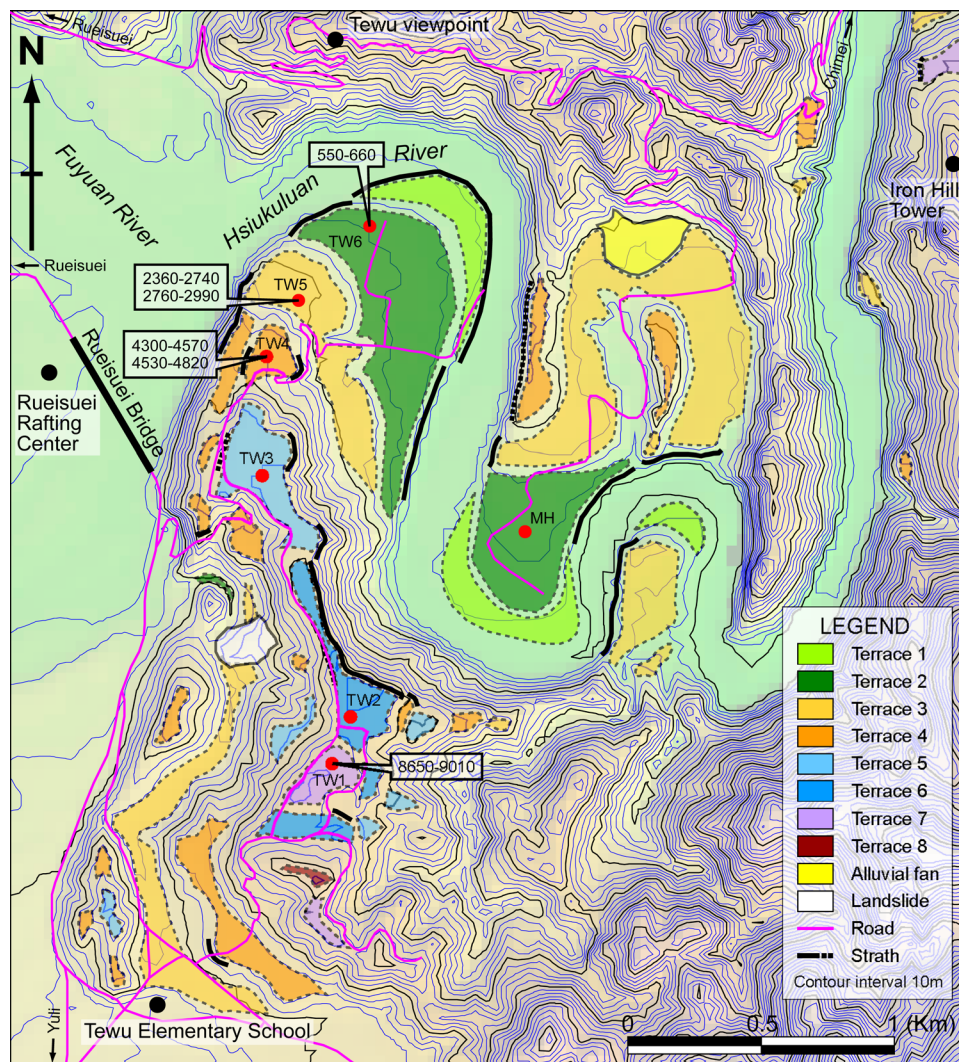 Rueisuei
Tewu viewpoint
Chimei
N
Fuyuan River
Hsiukuluan River
550-660
Iron Hill
Tower
TW6
Rueisuei
2360-2740
2760-2990
TW5
4300-4570
4530-4820
TW4
Rueisuei Bridge
Rueisuei
Rafting
Center
TW3
MH
TW2
TW1
8650-9010
LEGEND
Terrace 1
Terrace 2
Terrace 3
Terrace 4
Terrace 5
Terrace 6
Terrace 7
Terrace 8
Alluvial fan
Landslide
Road
Strath
Contour interval 10m
Tewu Elementary School
Yuli
0 0.5 1 (Km)